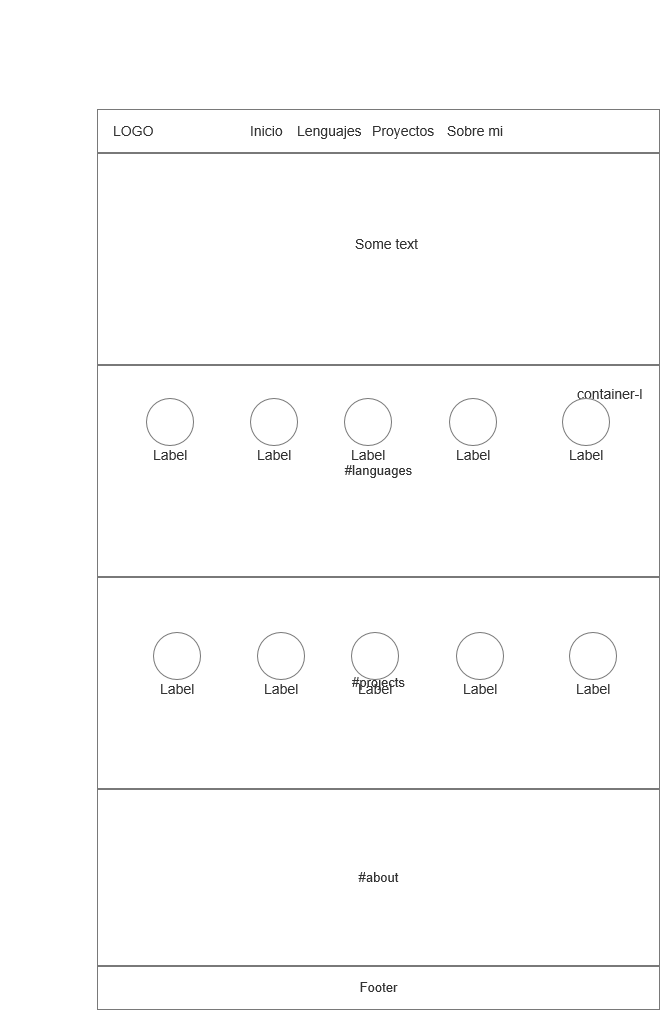 LOGO Inicio Lenguajes Proyectos Sobre mi
Some text
container-l
Label Label Label Label Label
#languages
#projects
Label Label Label Label Label
#about
Footer